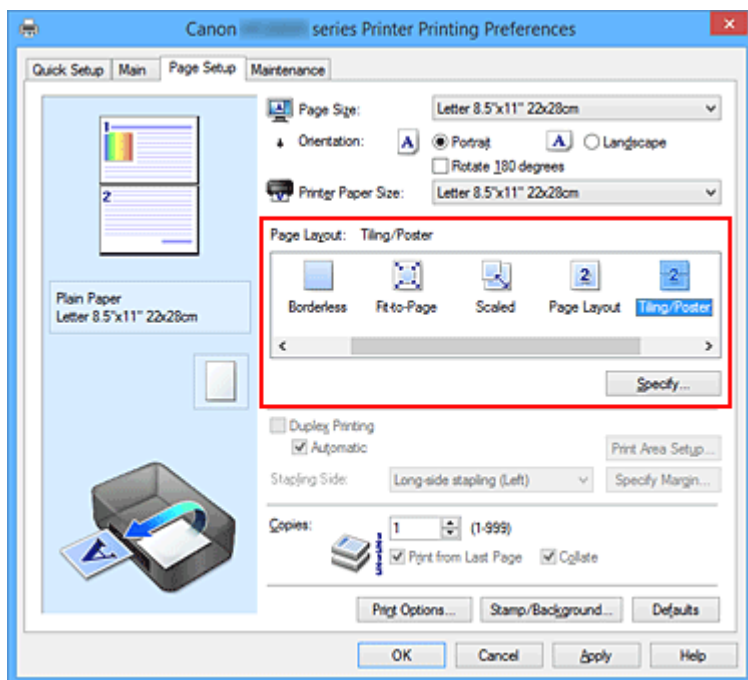 Canon series Printer Printing Preferences
Quick Setup Main Page Setup Maintenance
1
2
Plain Paper
Letter 8.5"x11" 22x28cm
Page Size: Letter 8.5"x11" 22x28cm
Orientation: A Portrait A Landscape
Rotate 180 degrees
Printer Paper Size: Letter 8.5"x11" 22x28cm
Page Layout: Tiling/Poster
2 2
Borderless Fit-to-Page Scaled Page Layout Tiling/Poster
Specify...
Duplex Printing
Automatic Print Area Setup...
Stapling Side: Long-side stapling (Left) Specify Margin...
Copies: 1 (1-999)
Print from Last Page Collate
A
Print Options... Stamp/Background... Defaults
OK Cancel Apply Help